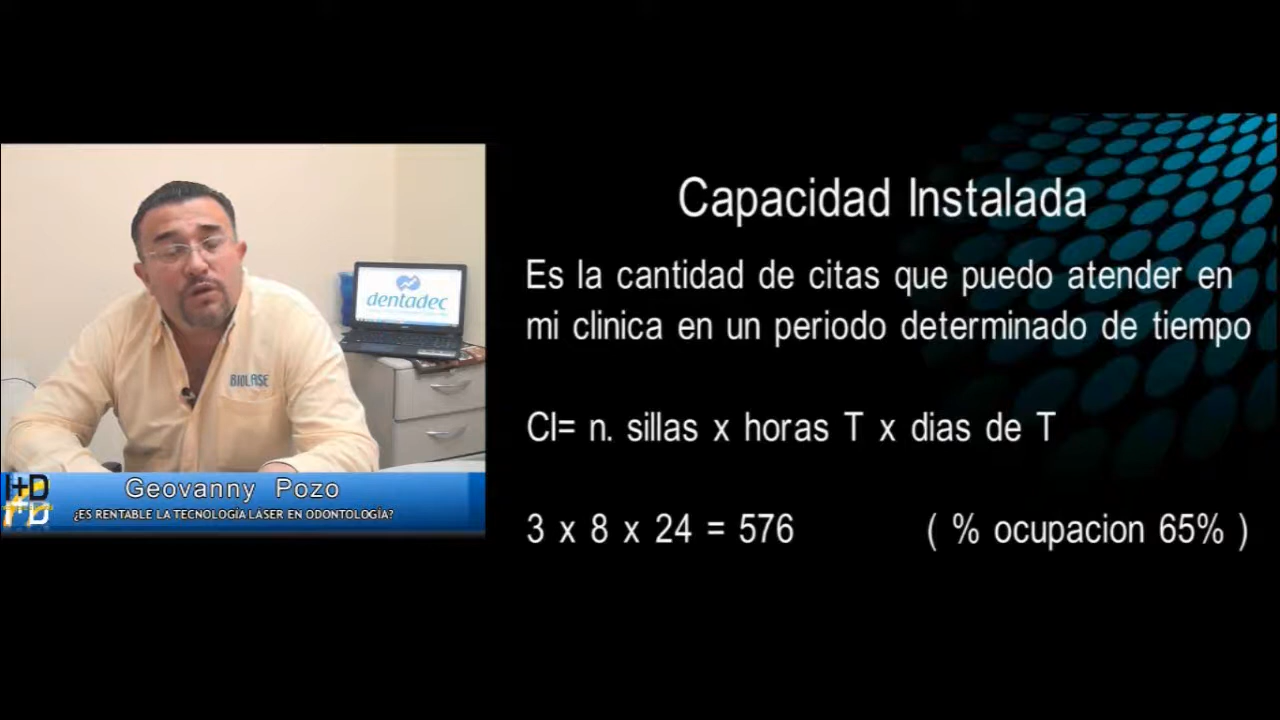 Capacidad Instalada
Es la cantidad de citas que puedo atender en
mi clinica en un periodo determinado de tiempo
CI= n. sillas x horas T x dias de T
3 x 8 x 24 = 576 ( % ocupacion 65% )
dentadec
BIOLASE
I+D
Geovanny Pozo
¿ES RENTABLE LA TECNOLOGÍA LÁSER EN ODONTOLOGÍA?